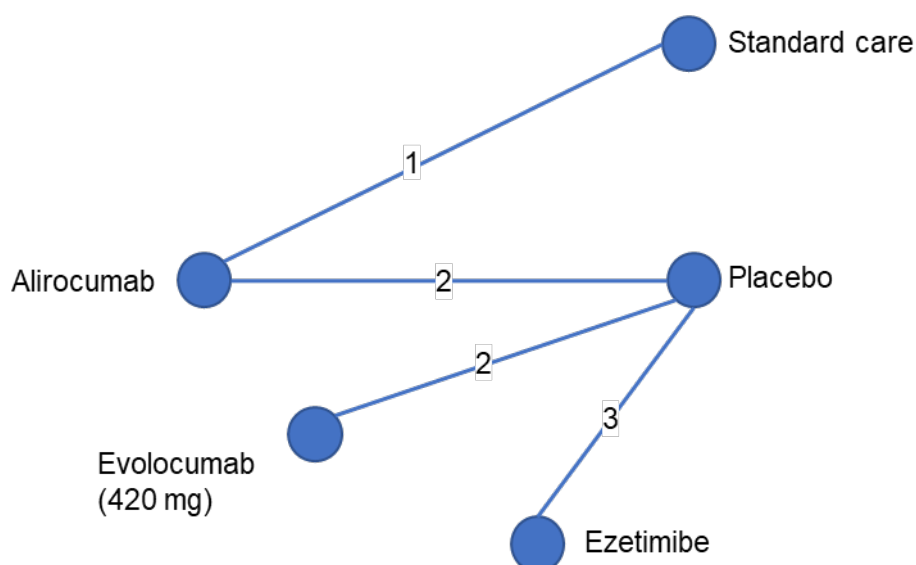 Standard care
1
Alirocumab
2
Placebo
2
3
Evolocumab
(420 mg)
Ezetimibe